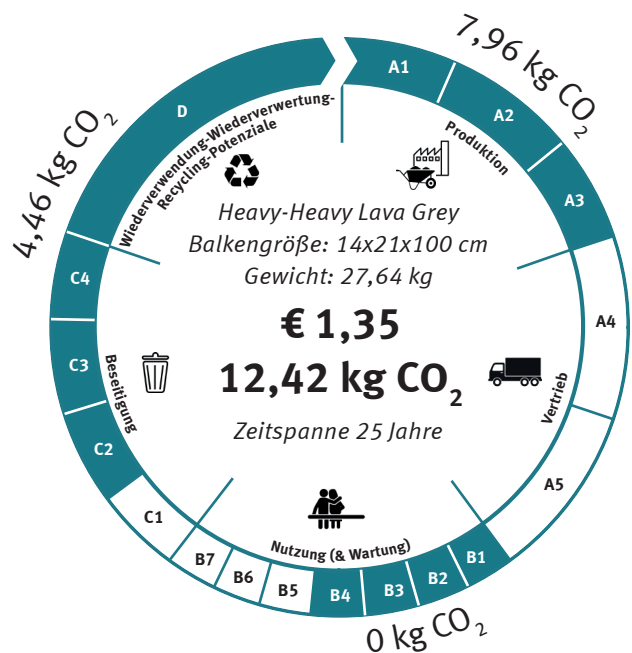 7,96 kg CO₂
A1
A2
A3
Produktion
A4
A5
Vertrieb
B1
B2
B3
B4
B5
B6
B7
Nutzung (& Wartung)
0 kg CO₂
C1
C2
C3
C4
Beseitigung
D
Wiederverwendung-Wiederverwertung-
Recycling-Potenziale
4,46 kg CO₂
Heavy-Heavy Lava Grey
Balkengröße: 14x21x100 cm
Gewicht: 27,64 kg
€ 1,35
12,42 kg CO₂
Zeitspanne 25 Jahre